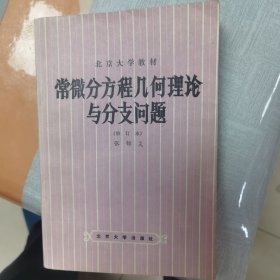 北京大学教材
常微分方程几何理论
与分支问题
(修订本)
张锦炎
北京大学出版社